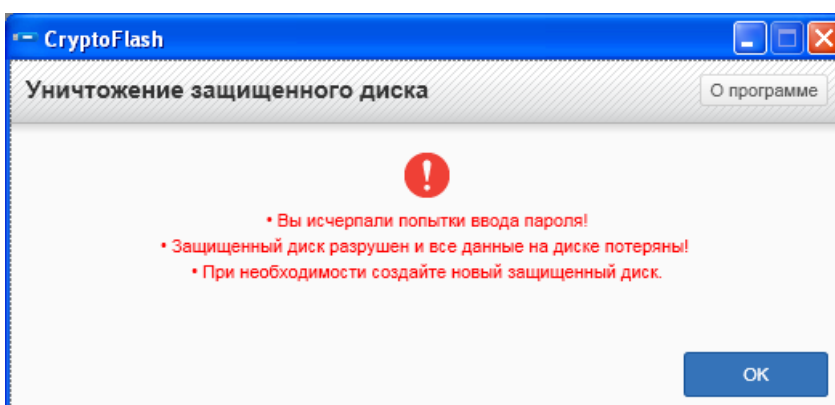 CryptoFlash
Уничтожение защищенного диска
О программе
• Вы исчерпали попытки ввода пароля!
• Защищенный диск разрушен и все данные на диске потеряны!
• При необходимости создайте новый защищенный диск.
OK